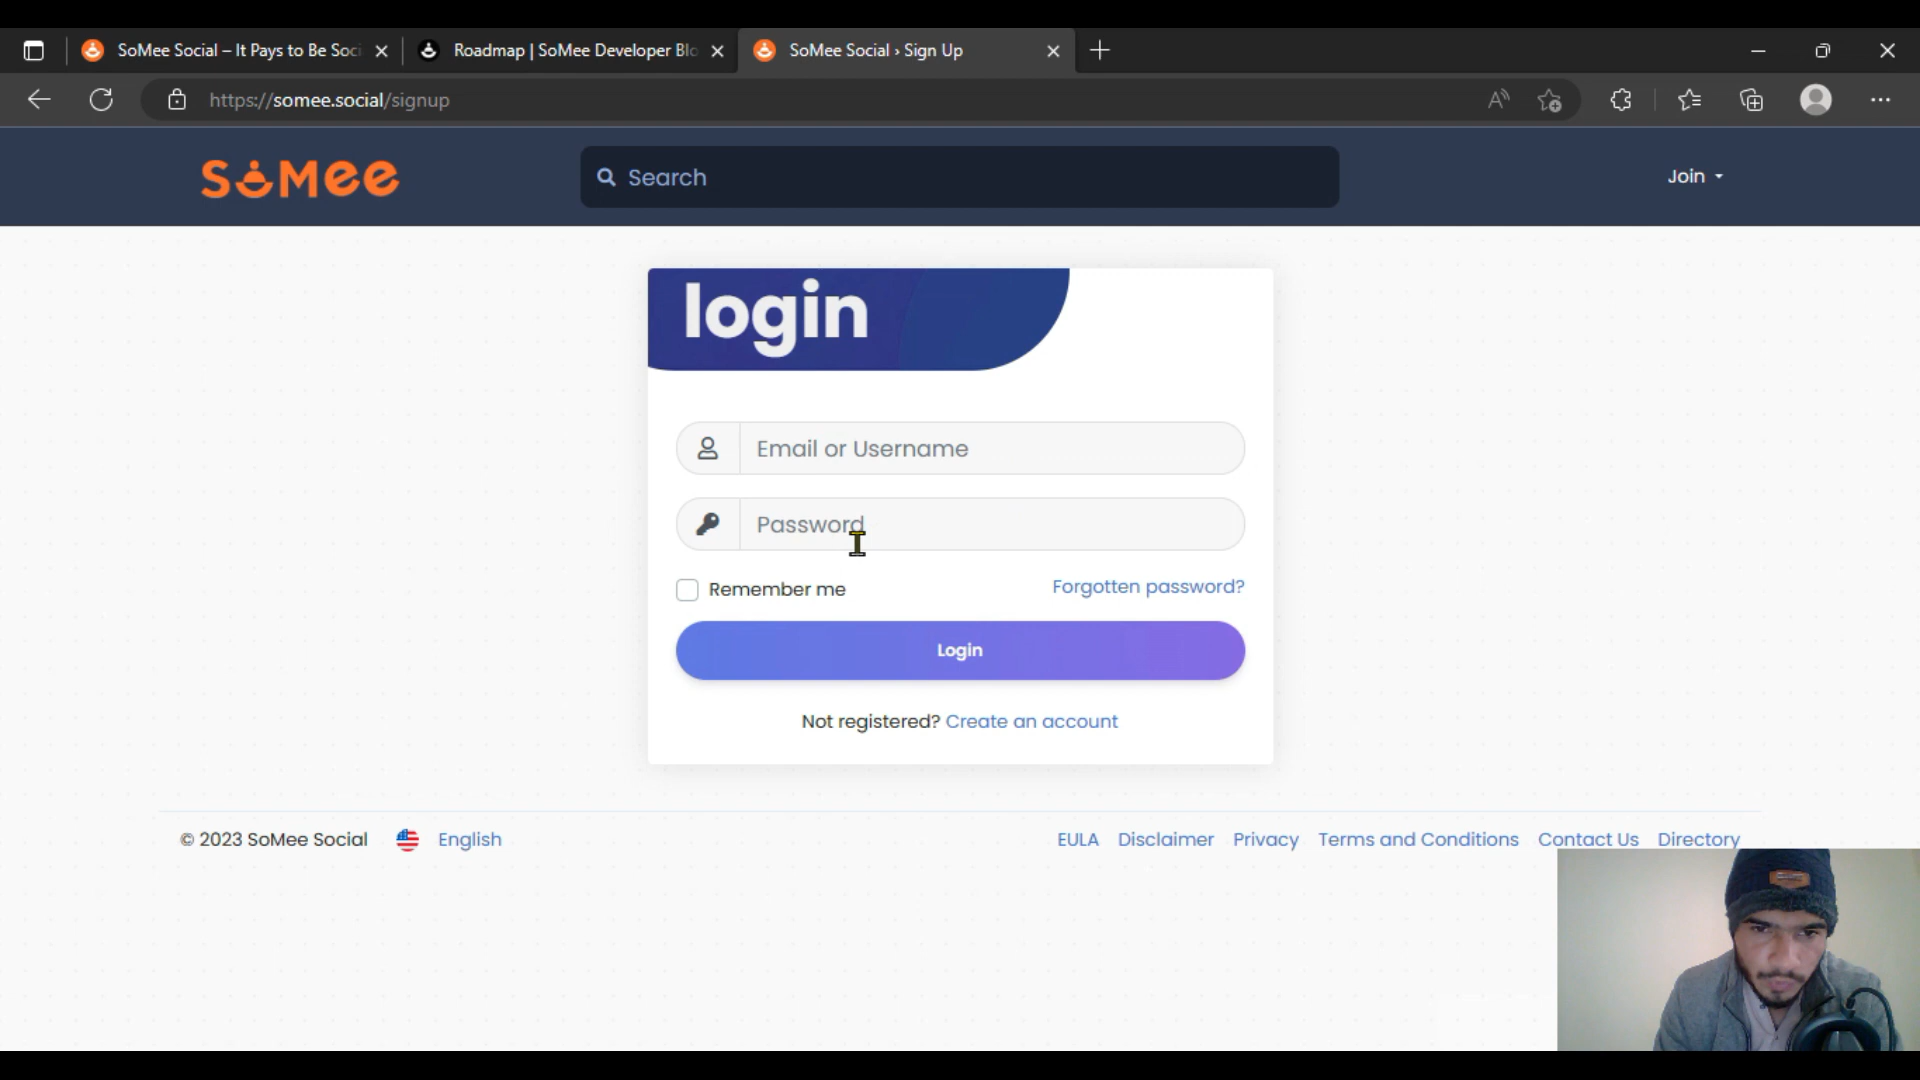 SoMee Social – It Pays to Be Soci
Roadmap | SoMee Developer Blo
SoMee Social › Sign Up
https://somee.social/signup
SoMee
Search
Join
login
Email or Username
Password
Remember me
Forgotten password?
Login
Not registered? Create an account
© 2023 SoMee Social
English
EULA Disclaimer Privacy Terms and Conditions Contact Us Directory